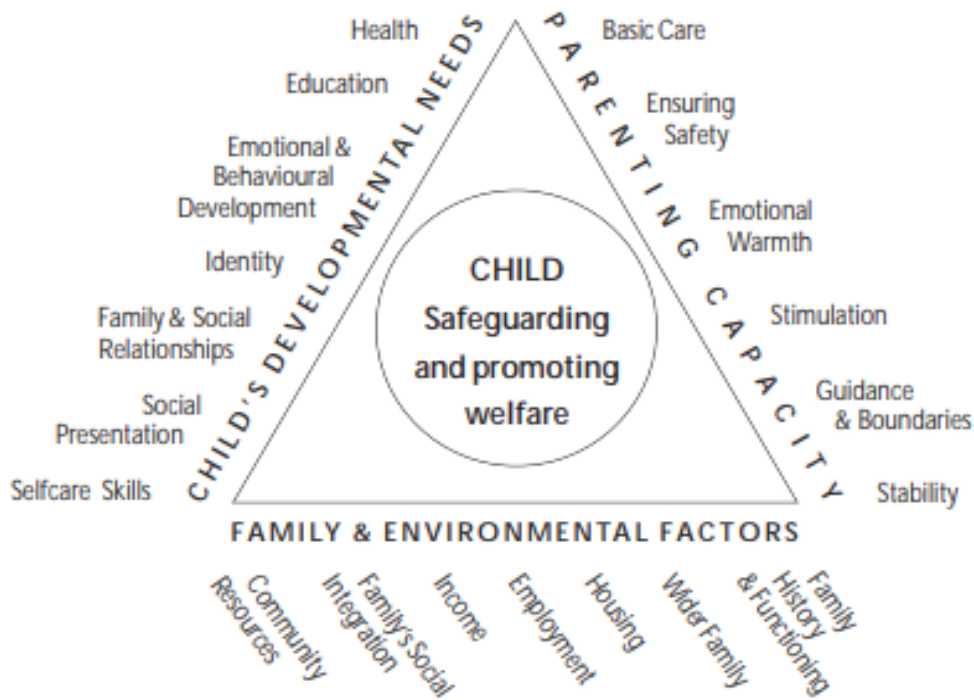 Health
Education
Emotional &
Behavioural
Development
Identity
Family & Social
Relationships
Social
Presentation
Selfcare Skills
CHILD'S DEVELOPMENTAL NEEDS
CHILD
Safeguarding
and promoting
welfare
PARENTING CAPACITY
Basic Care
Ensuring
Safety
Emotional
Warmth
Stimulation
Guidance
& Boundaries
Stability
FAMILY & ENVIRONMENTAL FACTORS
Community
Resources
Family's Social
Integration
Income
Employment
Housing
Wider Family
Family
History
& Functioning